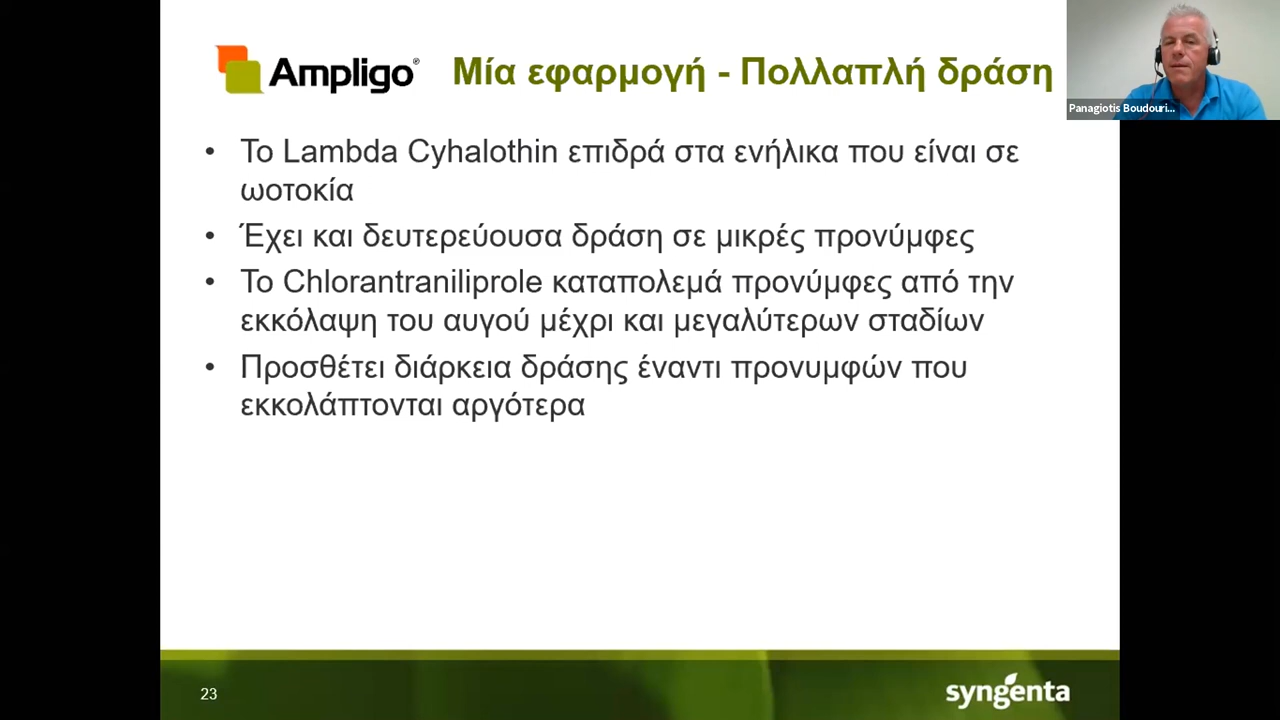 Ampligo®
Μία εφαρμογή - Πολλαπλή δράση
Panagiotis Boudouri...
• Το Lambda Cyhalothin επιδρά στα ενήλικα που είναι σε
ωοτοκία
• Έχει και δευτερεύουσα δράση σε μικρές προνύμφες
• Το Chlorantraniliprole καταπολεμά προνύμφες από την
εκκόλαψη του αυγού μέχρι και μεγαλύτερων σταδίων
• Προσθέτει διάρκεια δράσης έναντι προνυμφών που
εκκολάπτονται αργότερα
23
syngenta